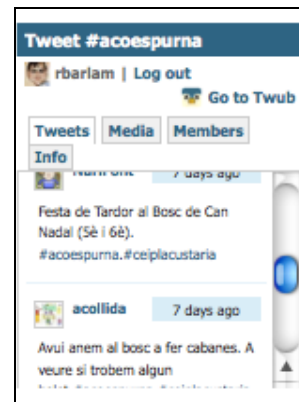 Tweet #acoespurna
rbarlam | Log out
Go to Twub
Tweets Media Members
Info
7 days ago
Festa de Tardor al Bosc de Can
Nadal (5è i 6è).
#acoespurna.#ceiplacustaria
acollida 7 days ago
Avui anem al bosc a fer cabanes. A
veure si trobem algun